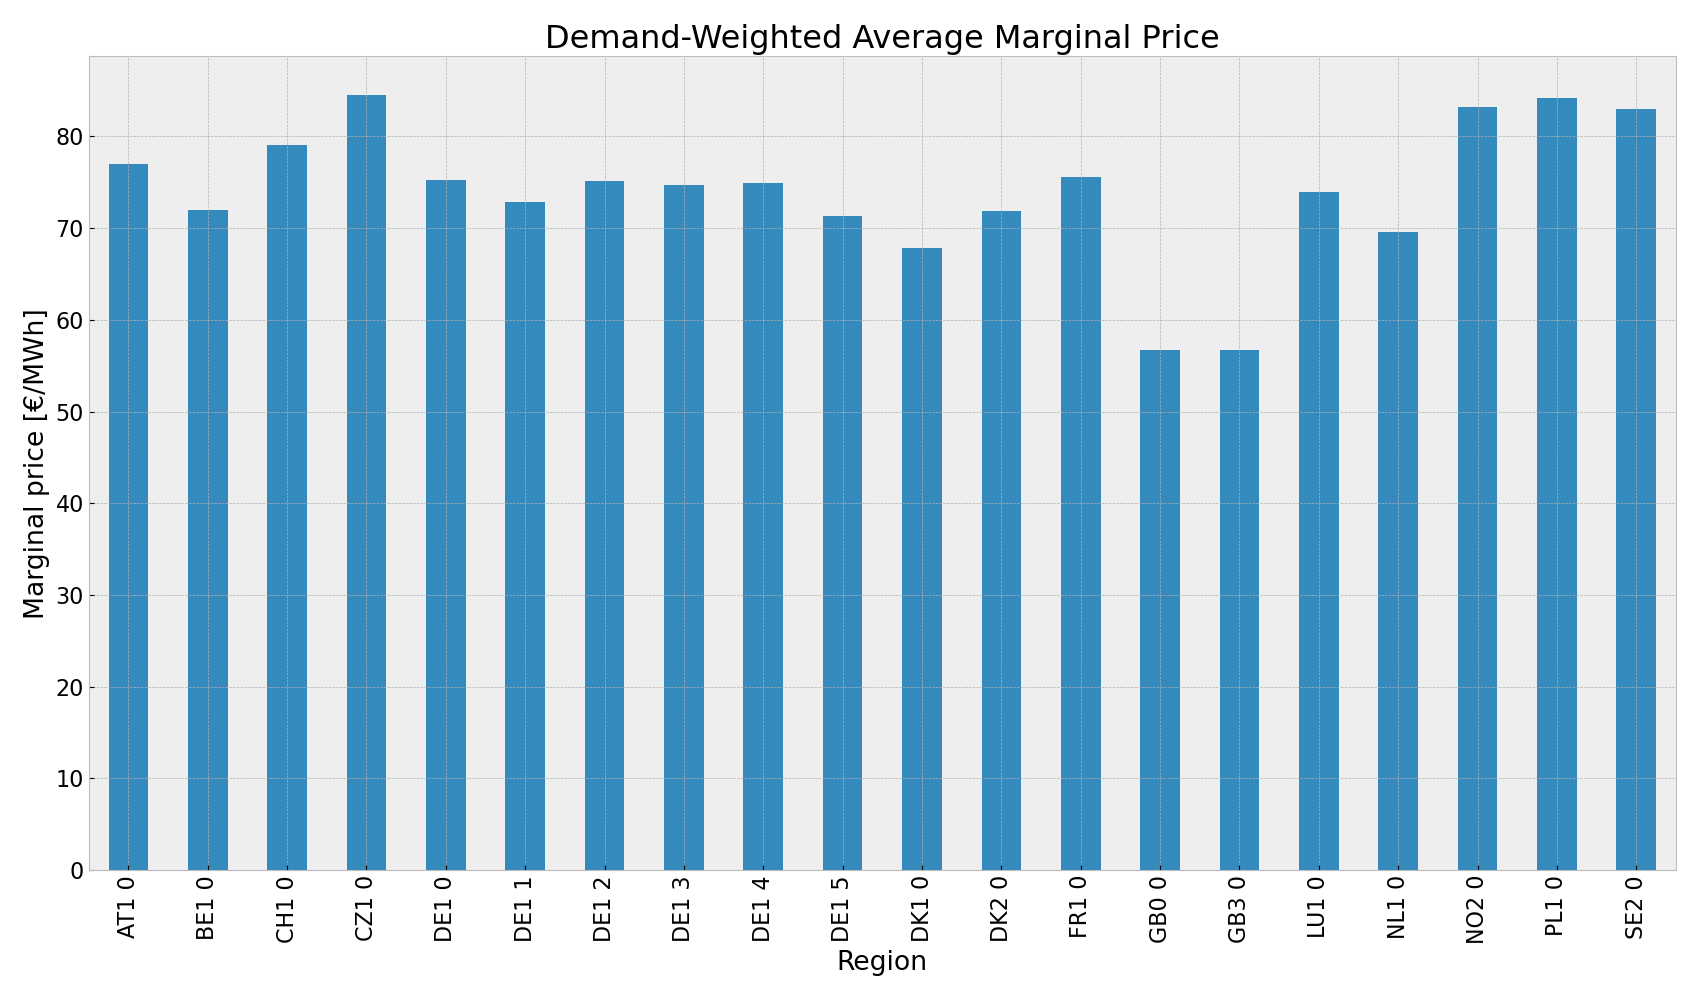 Demand-Weighted Average Marginal Price
Marginal price [€/MWh]
80
70
60
50
40
30
20
10
0
AT1 0
BE1 0
CH1 0
CZ1 0
DE1 0
DE1 1
DE1 2
DE1 3
DE1 4
DE1 5
DK1 0
DK2 0
FR1 0
GB0 0
GB3 0
LU1 0
NL1 0
NO2 0
PL1 0
SE2 0
Region